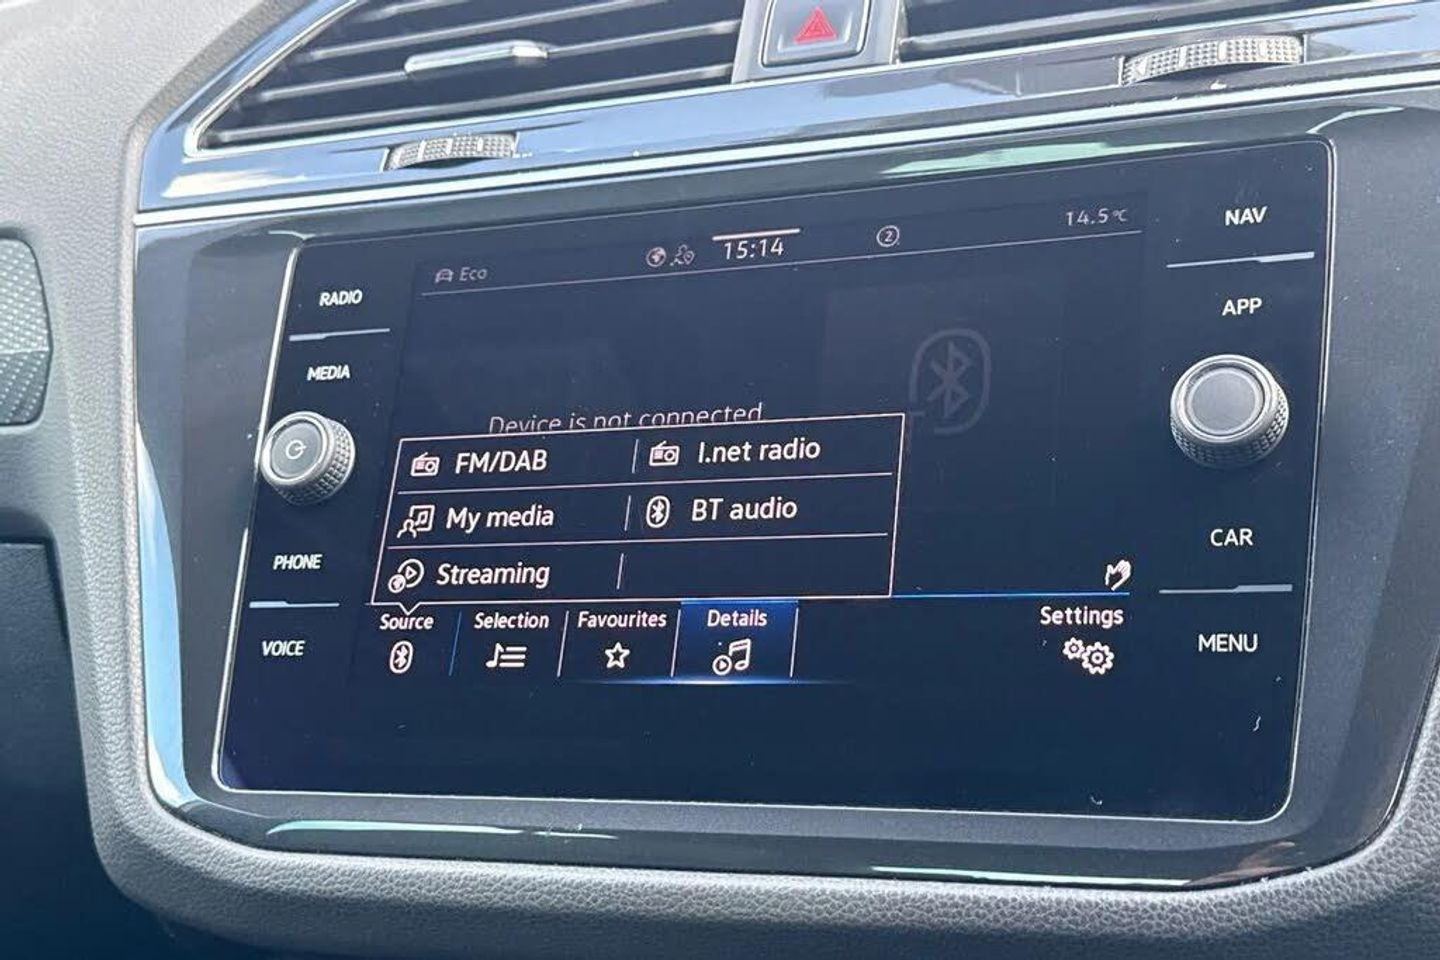 NAV
APP
CAR
MENU
RADIO
MEDIA
PHONE
VOICE
Eco
15:14
2
14.5°C
Device is not connected
FM/DAB
I.net radio
My media
BT audio
Streaming
Source
Selection
Favourites
Details
Settings